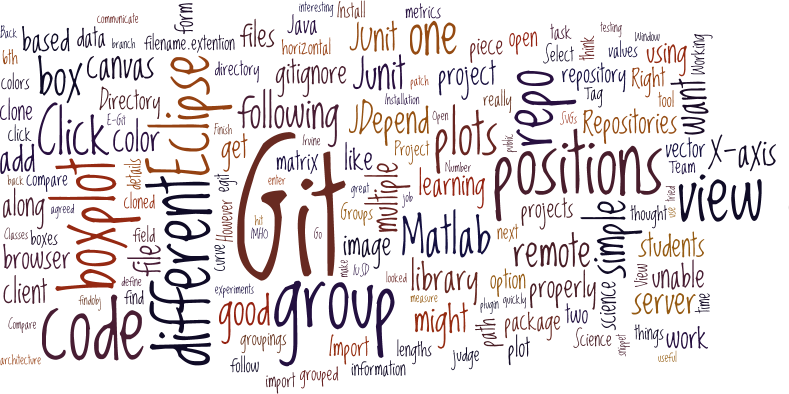 communicate
interesting
Install
metrics
Back
based
data
branch
filename.extention
form
files
Java
horizontal
Junit
one
piece
open
task
testing
Window
6th
box
canvas
directory
gitignore
Junit
patch
project
Select
think
values
using
Working
colors
Directory
Eclipse
following
Installation
really
repo
repository
Tag
Right
tool
want
clone
E-Git
click
Click
color
Finish
get
Irvine
JDepend
Open
plots
public
SVGs
Repositories
add
matrix
like
Project
positions
vector
X-axis
Team
back
Compare
boxplot
details
cloned
different
However
egit
Git
enter
great
multiple
Number
learning
along
agreed
Groups
job
projects
simple
thought
use
tried
view
Classes
boxes
field
hit
IMHO
Go
image
Matlab
next
remote
students
browser
file
curve
make
looked
library
option
properly
View
unable
client
findobj
define
find
experiments
IUSD
measure
plugin
quickly
science
server
time
Compare
code
good
group
might
path
package
two
things
work
groupings
Import
lengths
judge
plot
Science
snippet
useful
architecture
follow
import
grouped
information